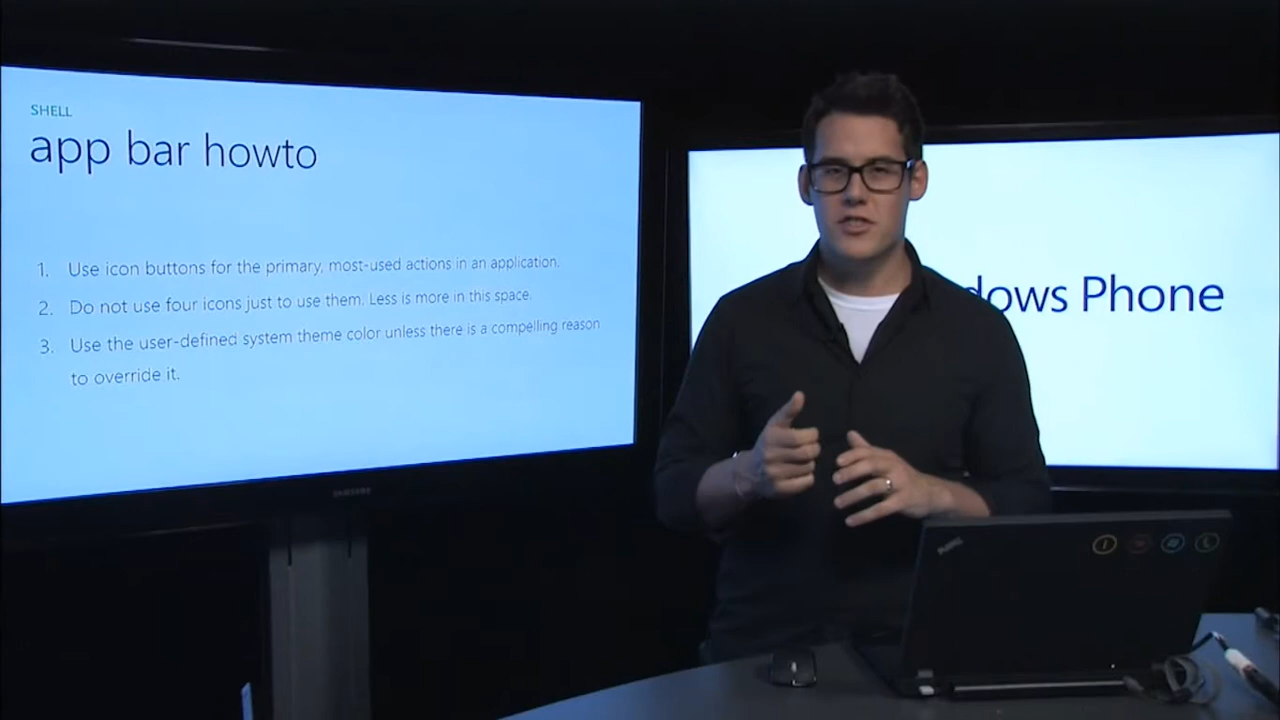 SHELL
app bar howto
1. Use icon buttons for the primary, most-used actions in an application.
2. Do not use four icons just to use them. Less is more in this space.
3. Use the user-defined system theme color unless there is a compelling reason
to override it.
SAMSUNG
dows Phone
ThinkPad